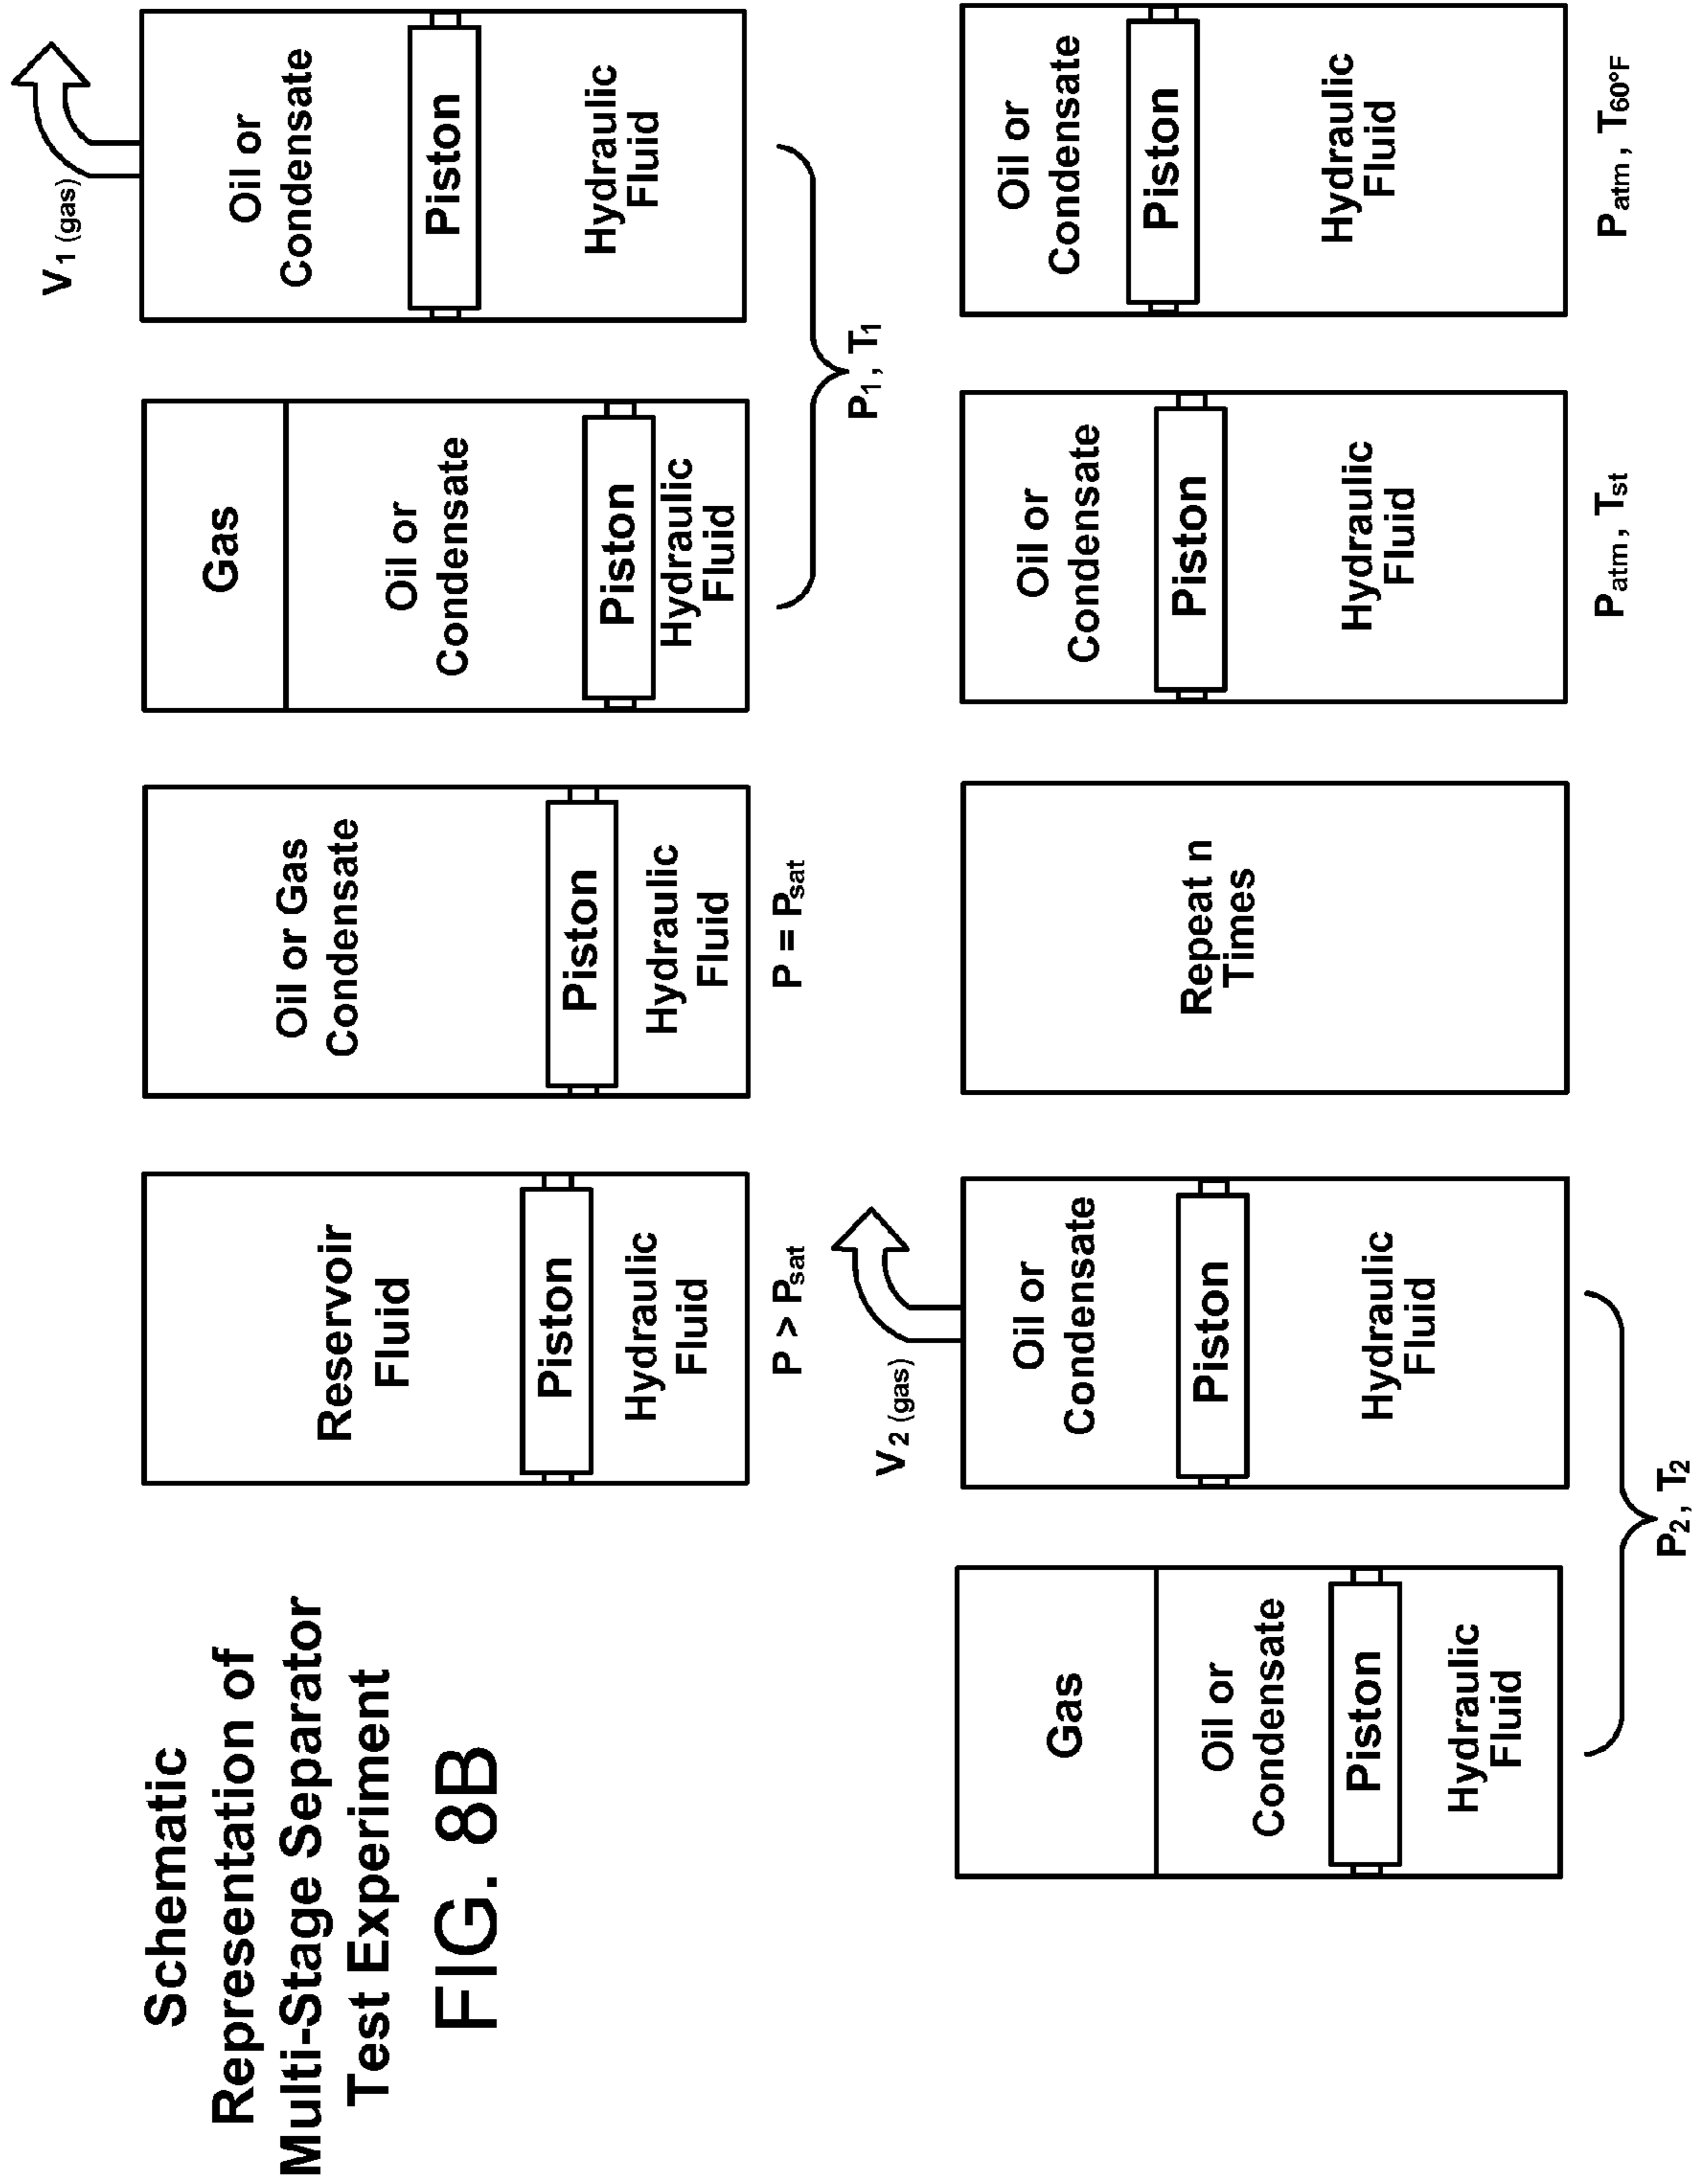 Schematic
Representation of
Multi-Stage Separator
Test Experiment
FIG. 8B
Reservoir
Fluid
Piston
Hydraulic
Fluid
P > Psat
Oil or Gas
Condensate
Piston
Hydraulic
Fluid
P = Psat
Gas
Oil or
Condensate
Piston
Hydraulic
Fluid
V1 (gas)
Oil or
Condensate
Piston
Hydraulic
Fluid
P1, T1
Gas
Oil or
Condensate
Piston
Hydraulic
Fluid
V2 (gas)
Oil or
Condensate
Piston
Hydraulic
Fluid
P2, T2
Repeat n
Times
Oil or
Condensate
Piston
Hydraulic
Fluid
Patm, Tst
Oil or
Condensate
Piston
Hydraulic
Fluid
Patm, T60°F